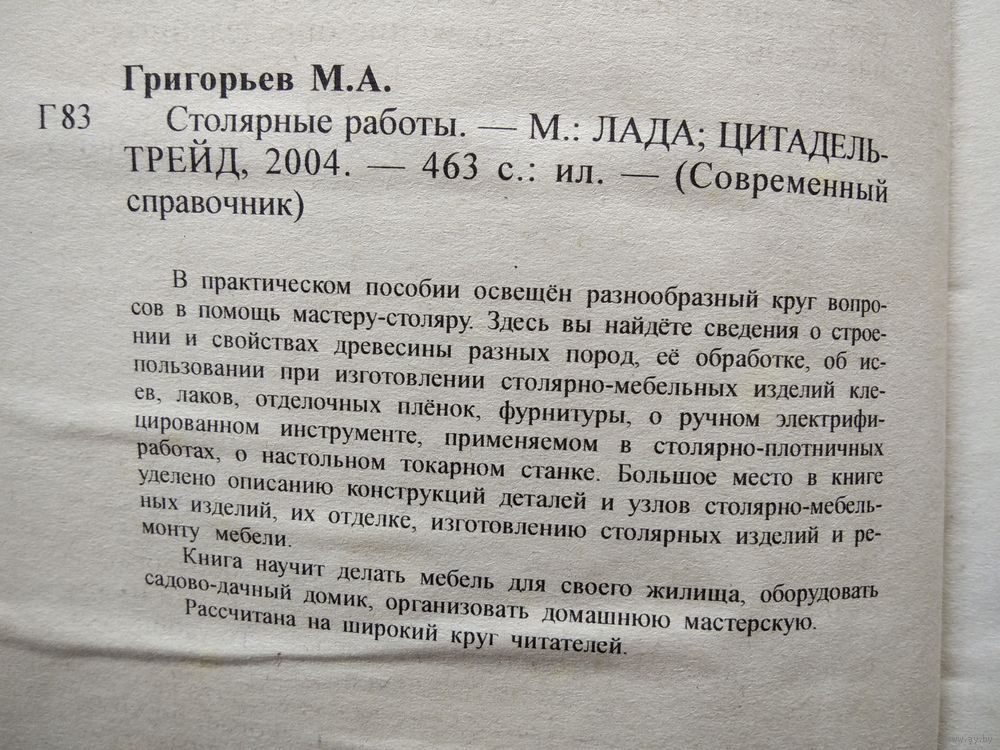 Григорьев М.А.
Г 83 Столярные работы. — М.: ЛАДА; ЦИТАДЕЛЬ-
ТРЕЙД, 2004. — 463 с.: ил. — (Современный
справочник)
В практическом пособии освещён разнообразный круг вопро-
сов в помощь мастеру-столяру. Здесь вы найдёте сведения о строе-
нии и свойствах древесины разных пород, её обработке, об ис-
пользовании при изготовлении столярно-мебельных изделий кле-
ев, лаков, отделочных плёнок, фурнитуры, о ручном электрифи-
цированном инструменте, применяемом в столярно-плотничных
работах, о настольном токарном станке. Большое место в книге
уделено описанию конструкций деталей и узлов столярно-мебель-
ных изделий, их отделке, изготовлению столярных изделий и ре-
монту мебели.
Книга научит делать мебель для своего жилища, оборудовать
садово-дачный домик, организовать домашнюю мастерскую.
Рассчитана на широкий круг читателей.
www.ay.by